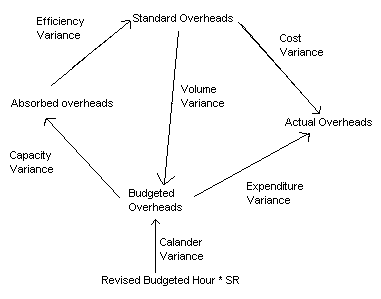 Efficiency
Variance
Standard Overheads
Cost
Variance
Absorbed overheads
Volume
Variance
Actual Overheads
Capacity
Variance
Budgeted
Overheads
Expenditure
Variance
Calander
Variance
Revised Budgeted Hour * SR